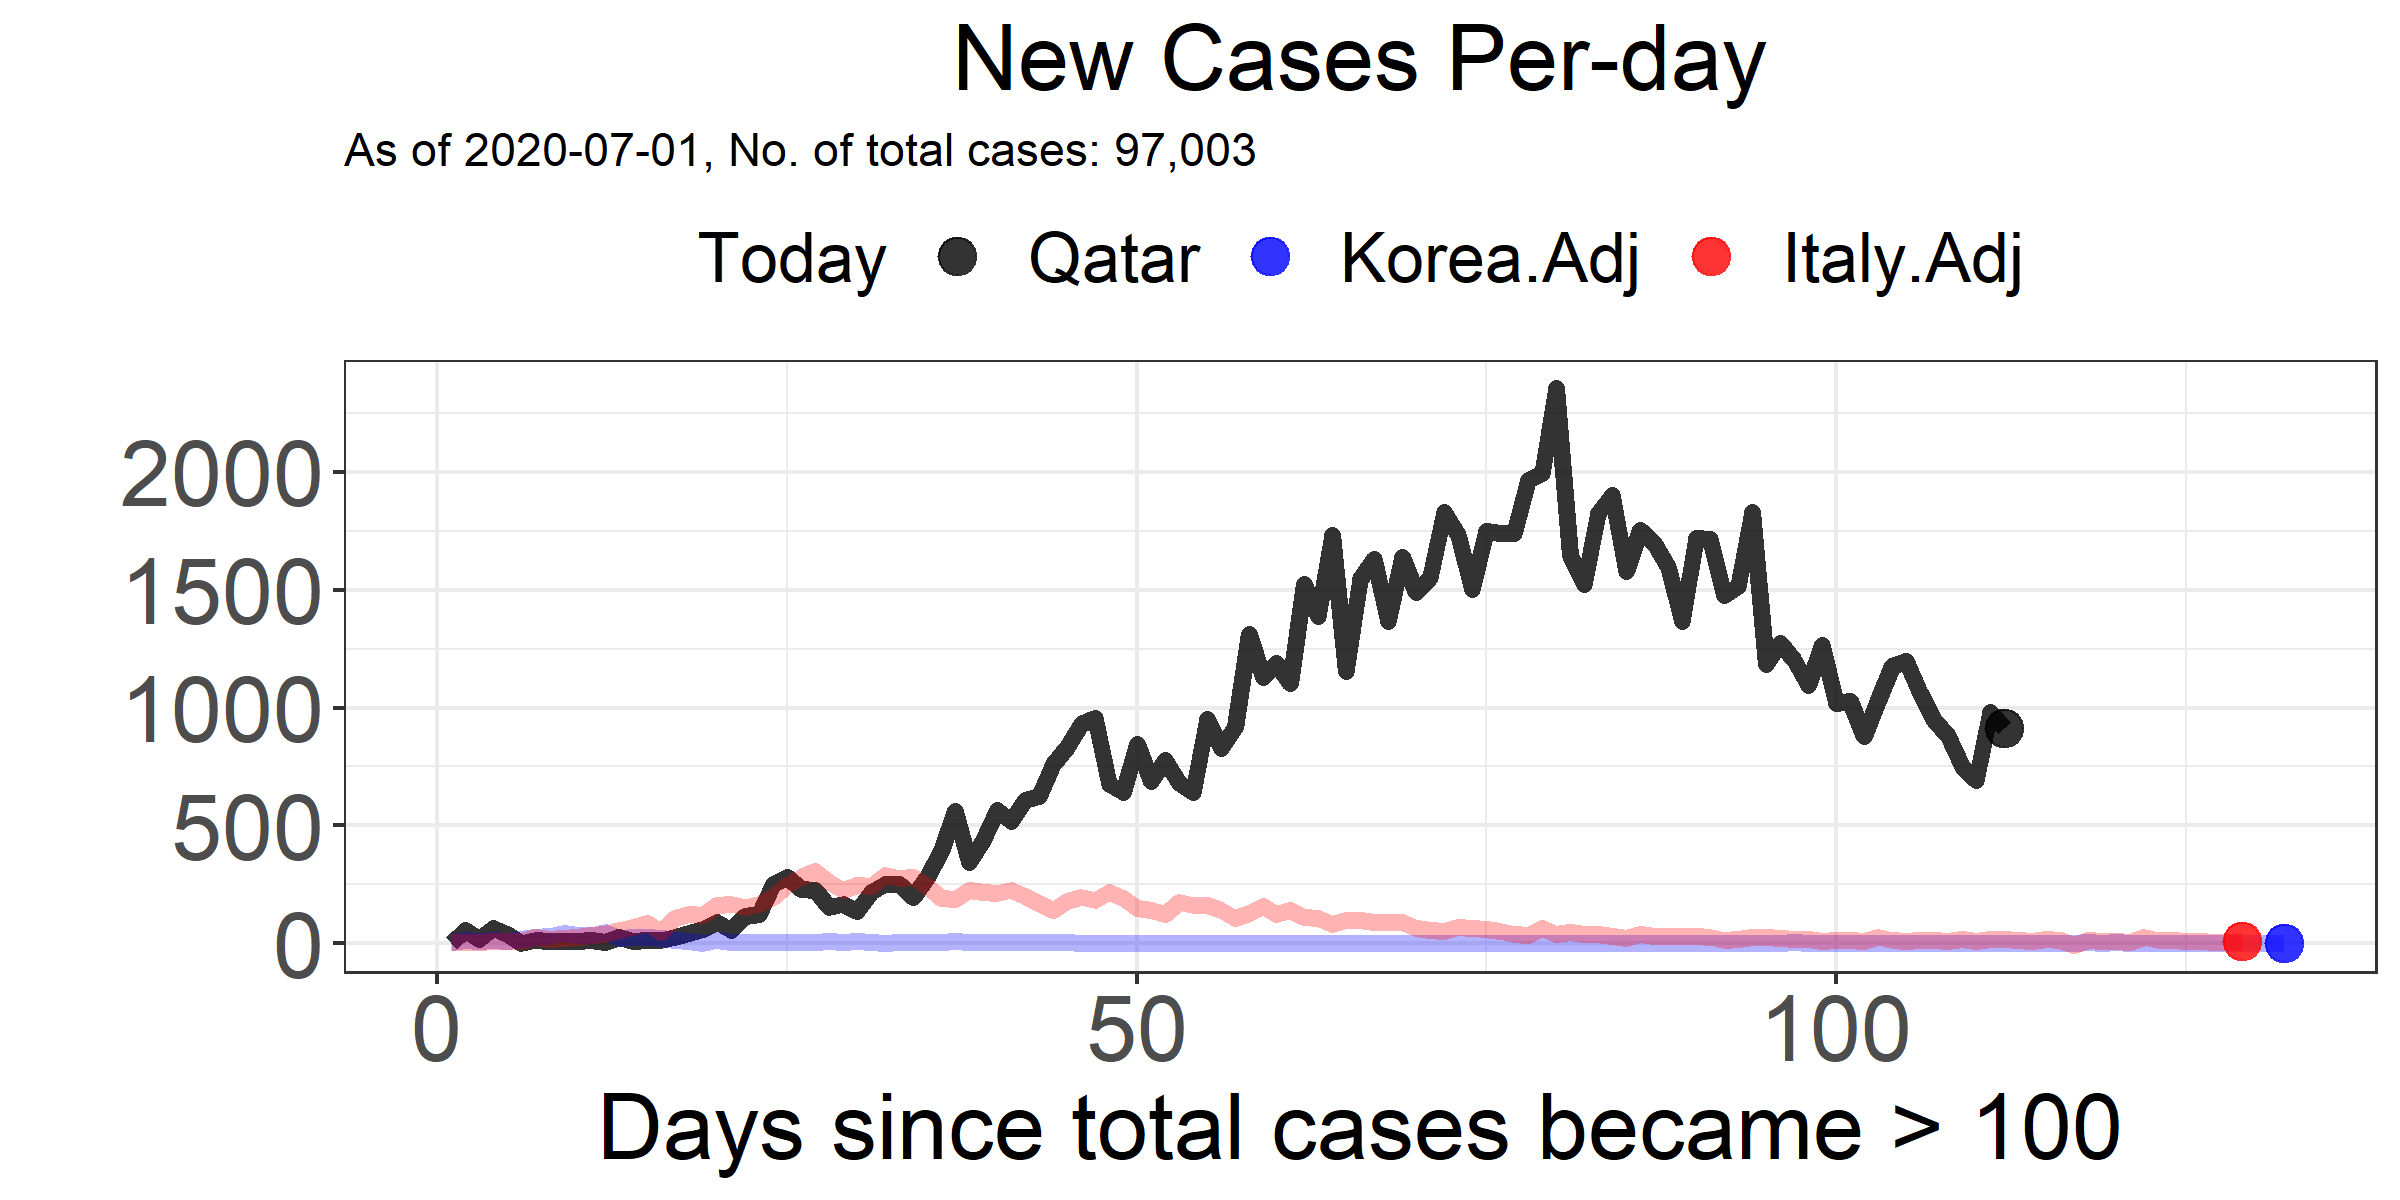 New Cases Per-day
As of 2020-07-01, No. of total cases: 97,003
Today Qatar Korea.Adj Italy.Adj
2000
1500
1000
500
0
0 50 100
Days since total cases became > 100